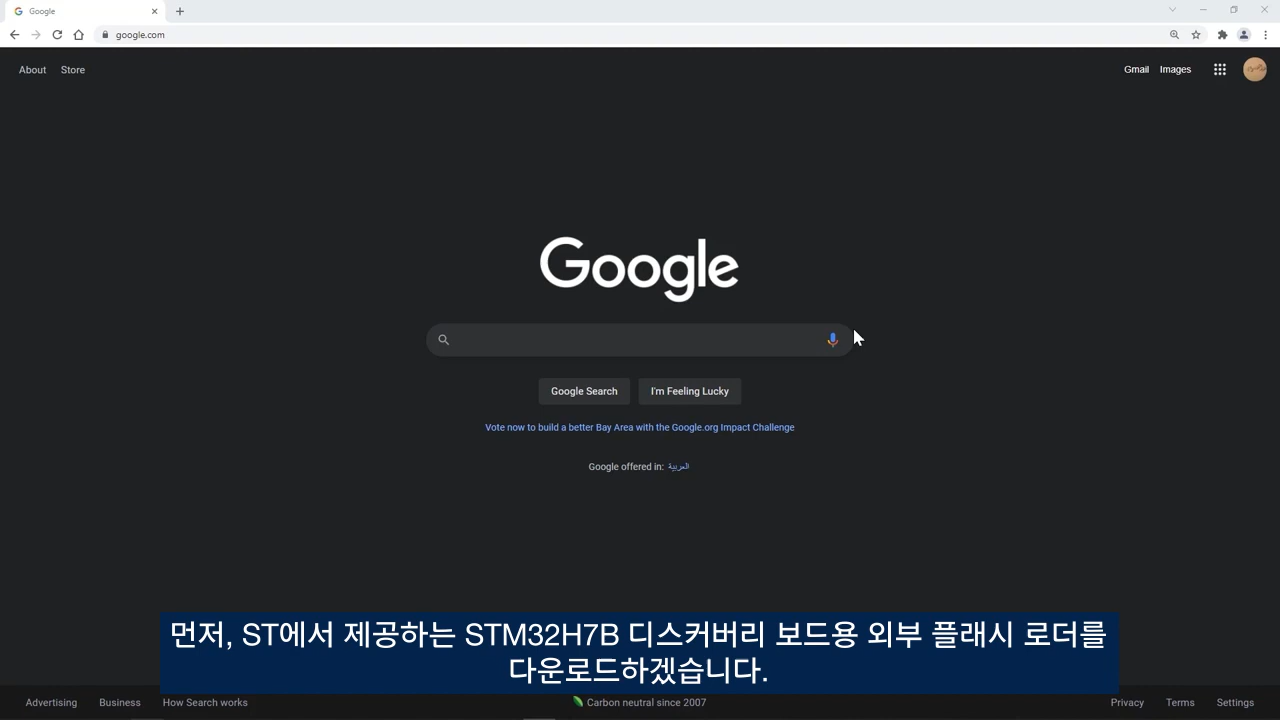 Google
google.com
About Store
Gmail Images
Google
Google Search I'm Feeling Lucky
Vote now to build a better Bay Area with the Google.org Impact Challenge
Google offered in: العربية
먼저, ST에서 제공하는 STM32H7B 디스커버리 보드용 외부 플래시 로더를
다운로드하겠습니다.
Advertising Business How Search works
Carbon neutral since 2007
Privacy Terms Settings